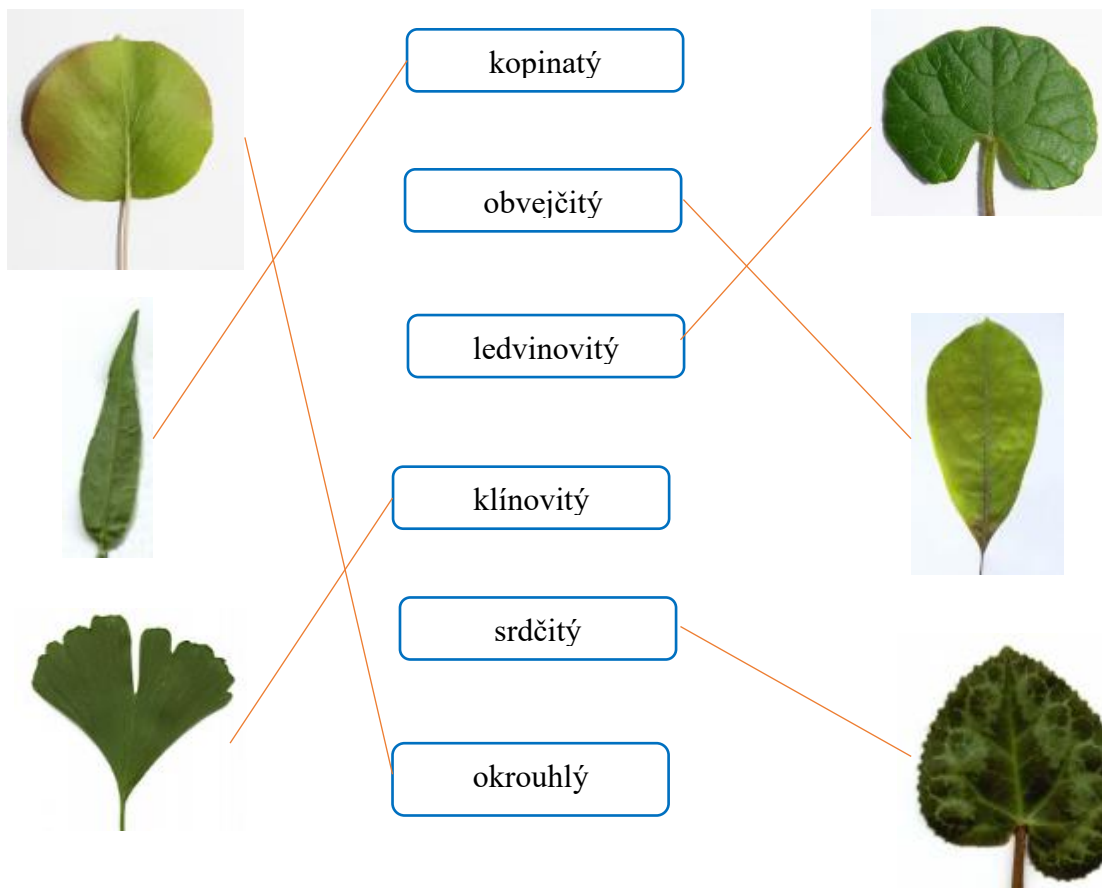 kopinatý
obvejčitý
ledvinovitý
klínovitý
srdčitý
okrouhlý